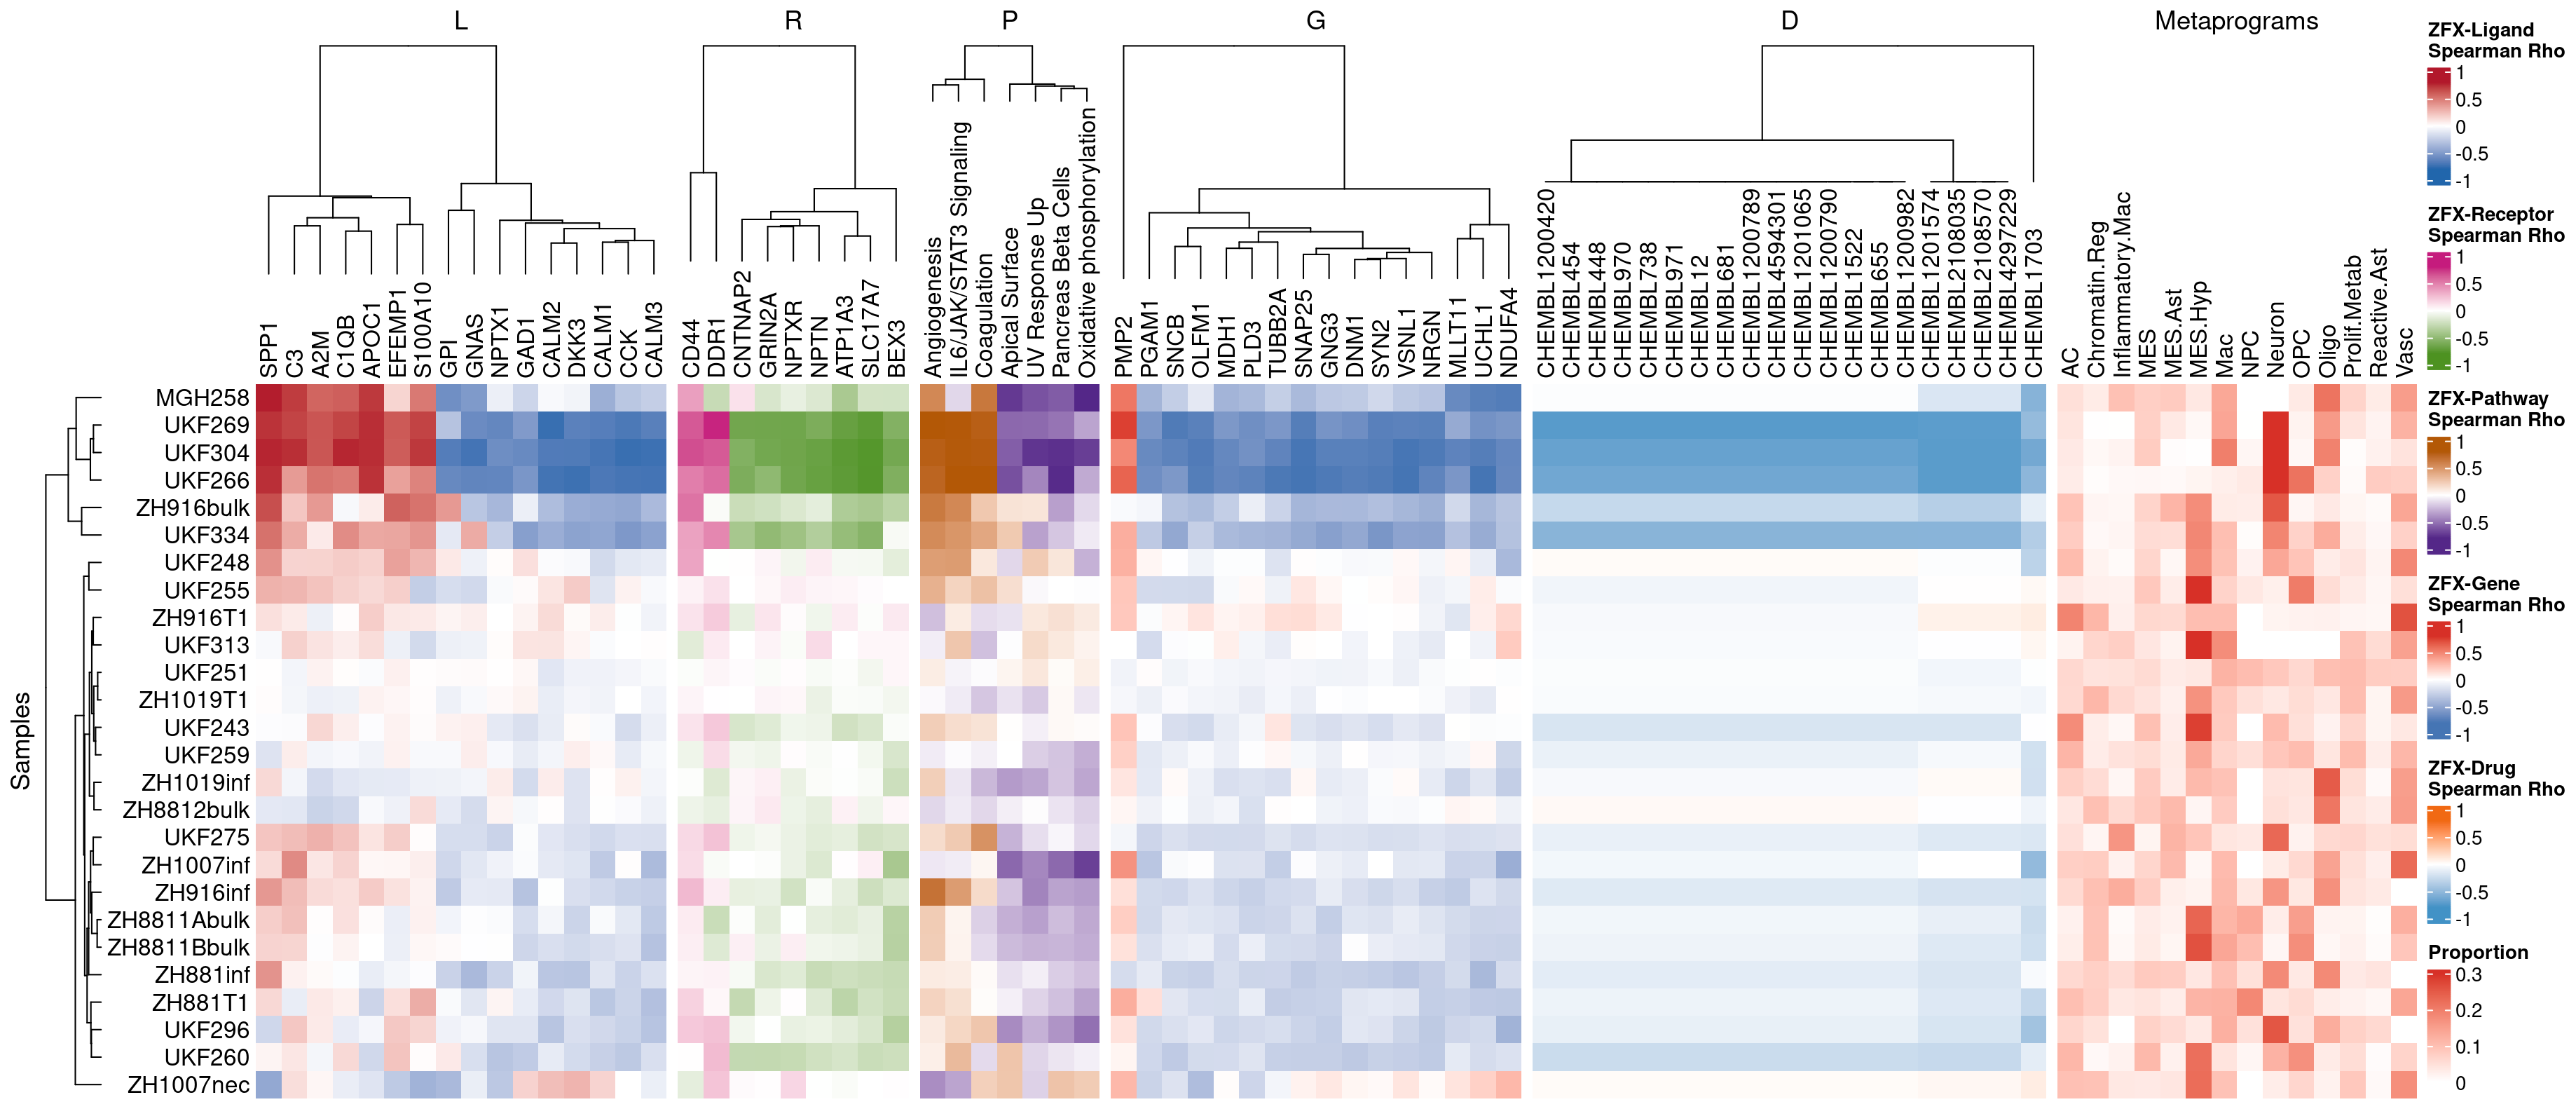 L
R
P
G
D
Metaprograms
SPP1
C3
A2M
C1QB
APOC1
EFEMP1
S100A10
GPI
GNAS
NPTX1
GAD1
CALM2
DKK3
CALM1
CCK
CALM3
CD44
DDR1
CNTNAP2
GRIN2A
NPTXR
NPTN
ATP1A3
SLC17A7
BEX3
Angiogenesis
IL6/JAK/STAT3 Signaling
Coagulation
Apical Surface
UV Response Up
Pancreas Beta Cells
Oxidative phosphorylation
PMP2
PGAM1
SNCB
OLFM1
MDH1
PLD3
TUBB2A
SNAP25
GNG3
DNM1
SYN2
VSNL1
NRGN
MLLT11
UCHL1
NDUFA4
CHEMBL1200420
CHEMBL454
CHEMBL448
CHEMBL970
CHEMBL738
CHEMBL971
CHEMBL12
CHEMBL681
CHEMBL1200789
CHEMBL4594301
CHEMBL1201065
CHEMBL1200790
CHEMBL1522
CHEMBL655
CHEMBL1200982
CHEMBL1201574
CHEMBL2108035
CHEMBL2108570
CHEMBL4297229
CHEMBL1703
AC
Chromatin.Reg
Inflammatory.Mac
MES
MES.Ast
MES.Hyp
Mac
NPC
Neuron
OPC
Oligo
Prolif.Metab
Reactive.Ast
Vasc
Samples
MGH258
UKF269
UKF304
UKF266
ZH916bulk
UKF334
UKF248
UKF255
ZH916T1
UKF313
UKF251
ZH1019T1
UKF243
UKF259
ZH1019inf
ZH8812bulk
UKF275
ZH1007inf
ZH916inf
ZH8811Abulk
ZH8811Bbulk
ZH881inf
ZH881T1
UKF296
UKF260
ZH1007nec
ZFX-Ligand
Spearman Rho
1
0.5
0
-0.5
-1
ZFX-Receptor
Spearman Rho
1
0.5
0
-0.5
-1
ZFX-Pathway
Spearman Rho
1
0.5
0
-0.5
-1
ZFX-Gene
Spearman Rho
1
0.5
0
-0.5
-1
ZFX-Drug
Spearman Rho
1
0.5
0
-0.5
-1
Proportion
0.3
0.2
0.1
0